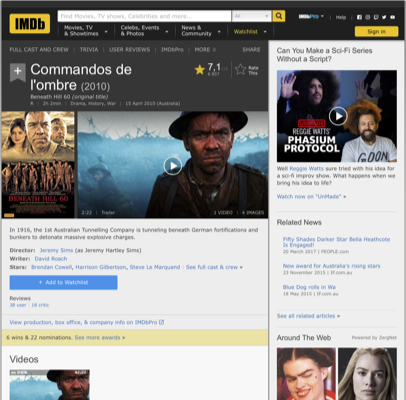 IMDb
Find Movies, TV shows, Celebrities and more...
All
IMDbPro
Help
Movies, TV & Showtimes
Celebs, Events & Photos
News & Community
Watchlist
Sign in
FULL CAST AND CREW | TRIVIA | USER REVIEWS | IMDbPro | MORE
SHARE
Commandos de l'ombre (2010)
7,1
Rate This
Beneath Hill 60 (original title)
R | 2h 2min | Drama, History, War | 15 April 2010 (Australia)
BENEATH HILL 60
2:22 | Trailer
1 VIDEO | 4 IMAGES
In 1916, the 1st Australian Tunnelling Company is tunneling beneath German fortifications and
bunkers to detonate massive explosive charges.
Director: Jeremy Sims (as Jeremy Hartley Sims)
Writer: David Roach
Stars: Brendan Cowell, Harrison Gilbertson, Steve Le Marquand | See full cast & crew »
+ Add to Watchlist
Reviews
38 user | 18 critic
View production, box office, & company info on IMDbPro
6 wins & 22 nominations. See more awards »
Videos
Can You Make a Sci-Fi Series
Without a Script?
REGGIE WATTS'
PHASIUM
PROTOCOL
Well Reggie Watts sure tried with his idea for
a sci-fi improv show. What happens when we
bring his idea to life?
Watch now on "UnMade" »
Related News
Fifty Shades Darker Star Bella Heathcote
Is Engaged!
20 March 2017 | PEOPLE.com
New award for Australia's rising stars
23 November 2015 | IF.com.au
Blue Dog rolls in Wa
18 May 2015 | IF.com.au
See all related articles »
Around The Web
Powered by ZergNet